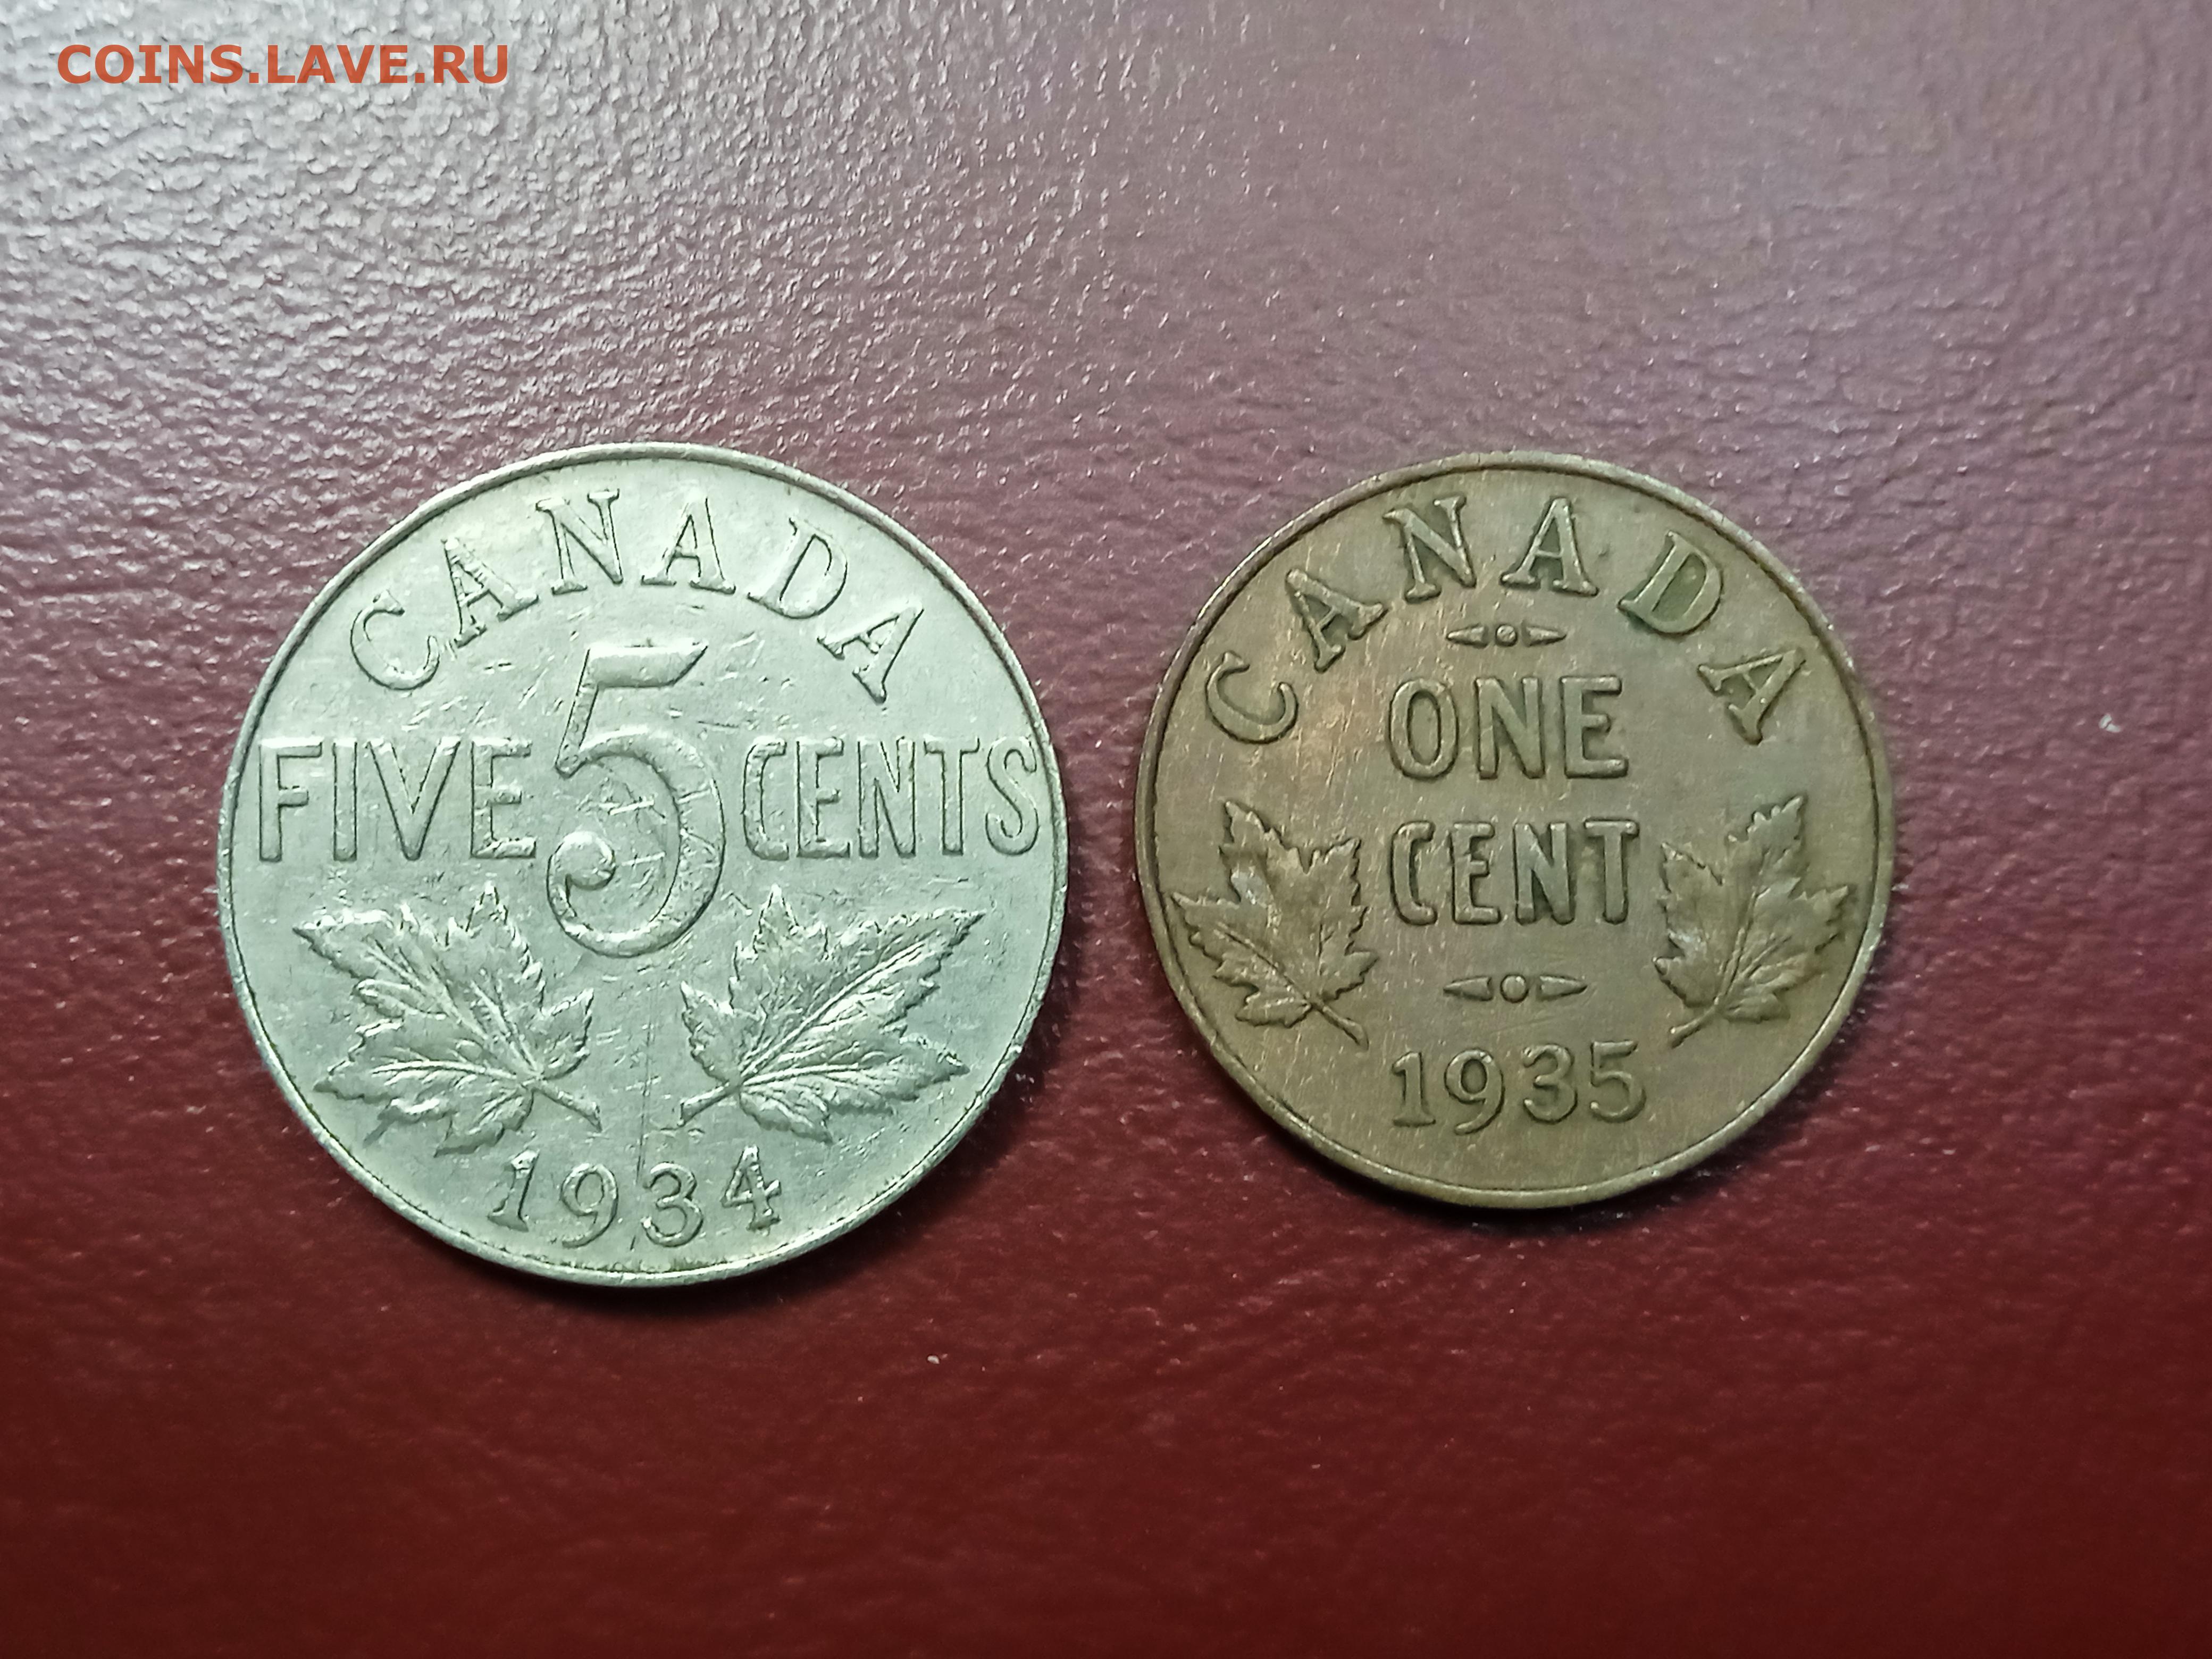 COINS.LAVE.RU
CANADA
FIVE 5 CENTS
1934
CANADA
ONE
CENT
1935